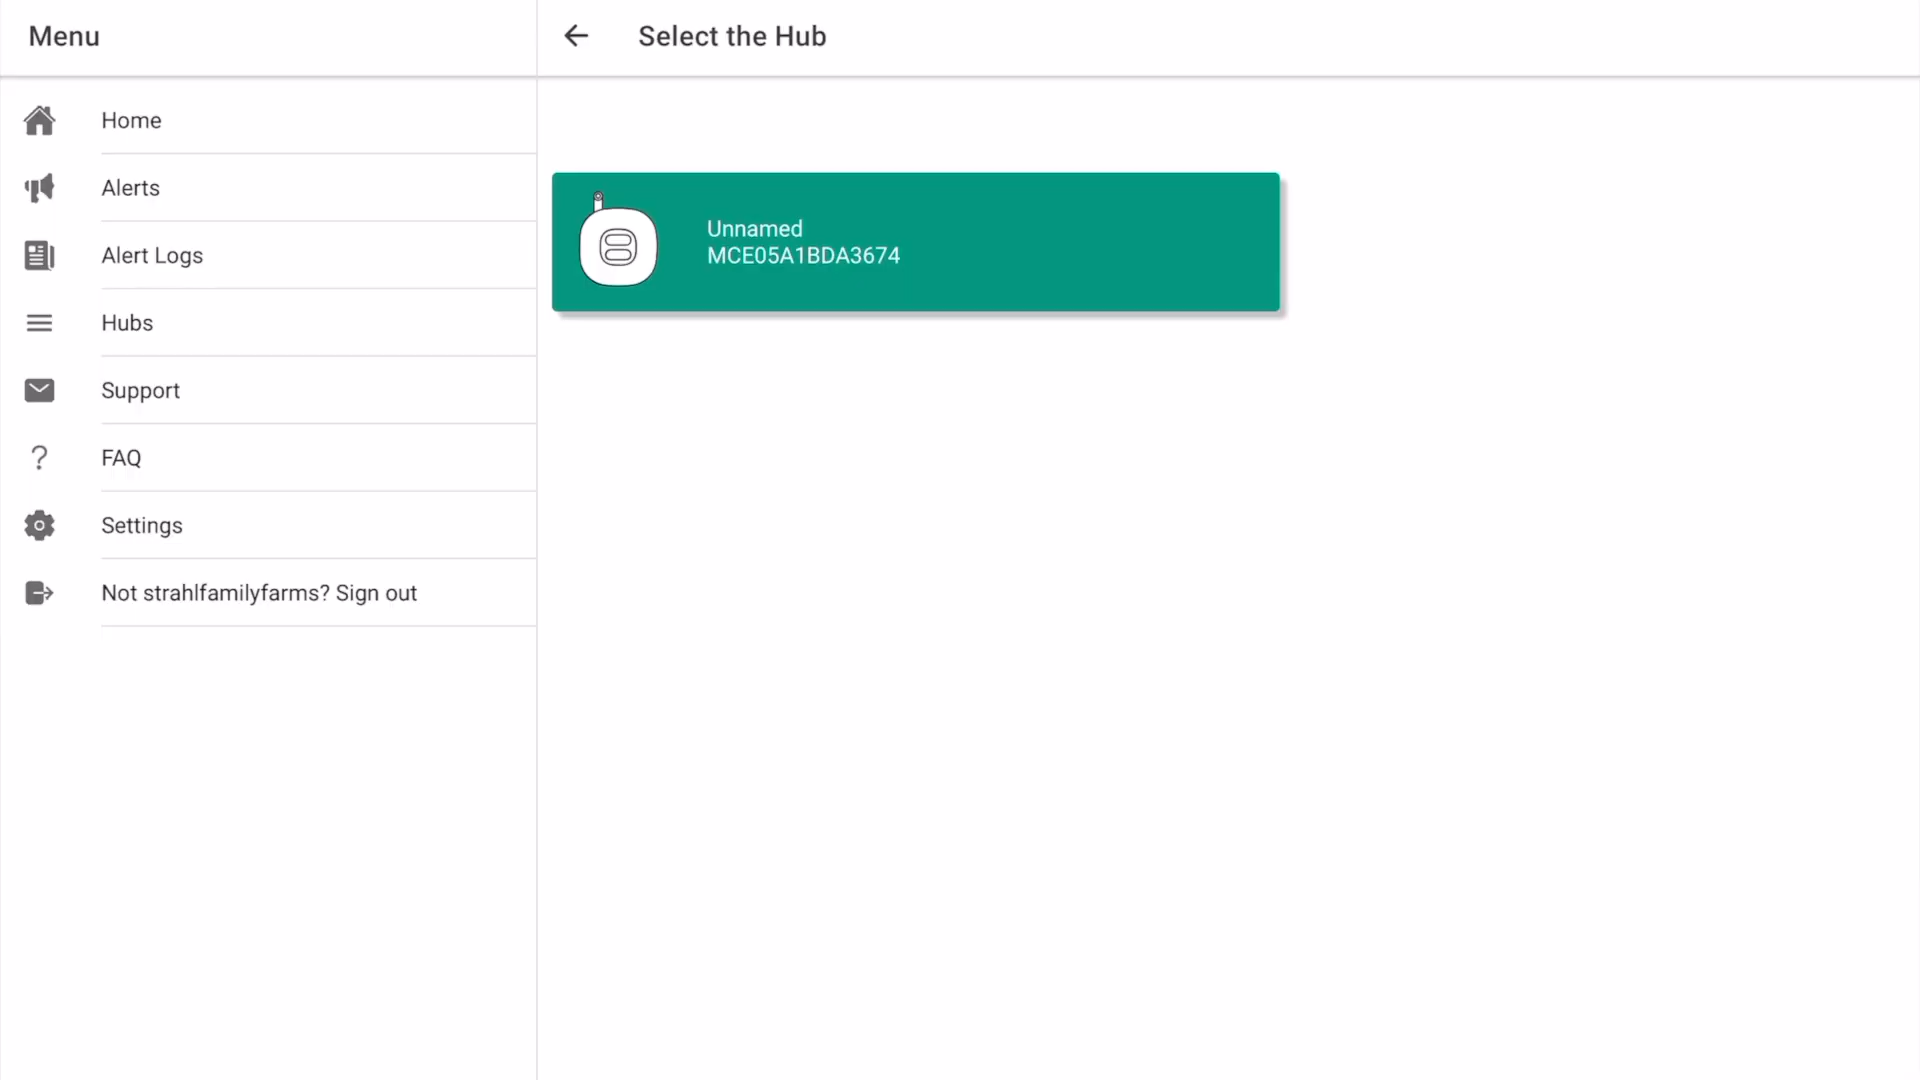 Menu
Select the Hub
Home
Alerts
Alert Logs
Hubs
Support
FAQ
Settings
Not strahlfamilyfarms? Sign out
Unnamed
MCE05A1BDA3674